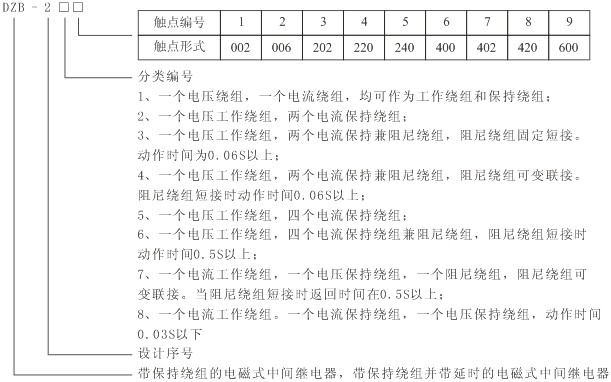 DZB - 2 □ □
触点编号 1 2 3 4 5 6 7 8 9
触点形式 002 006 202 220 240 400 402 420 600
分类编号
1、一个电压绕组，一个电流绕组，均可作为工作绕组和保持绕组；
2、一个电压工作绕组，两个电流保持绕组；
3、一个电压工作绕组，两个电流保持兼阻尼绕组，阻尼绕组固定短接。
动作时间为0.06S以上；
4、一个电压工作绕组，两个电流保持兼阻尼绕组，阻尼绕组可变联接。
阻尼绕组短接时动作时间0.06S以上；
5、一个电压工作绕组，四个电流保持绕组；
6、一个电压工作绕组，四个电流保持绕组兼阻尼绕组，阻尼绕组短接时
动作时间0.5S以上；
7、一个电流工作绕组，一个电压保持绕组，一个阻尼绕组，阻尼绕组可
变联接。当阻尼绕组短接时返回时间在0.5S以上；
8、一个电流工作绕组。一个电流保持绕组，一个电压保持绕组，动作时间
0.03S以下
设计序号
带保持绕组的电磁式中间继电器，带保持绕组并带延时的电磁式中间继电器